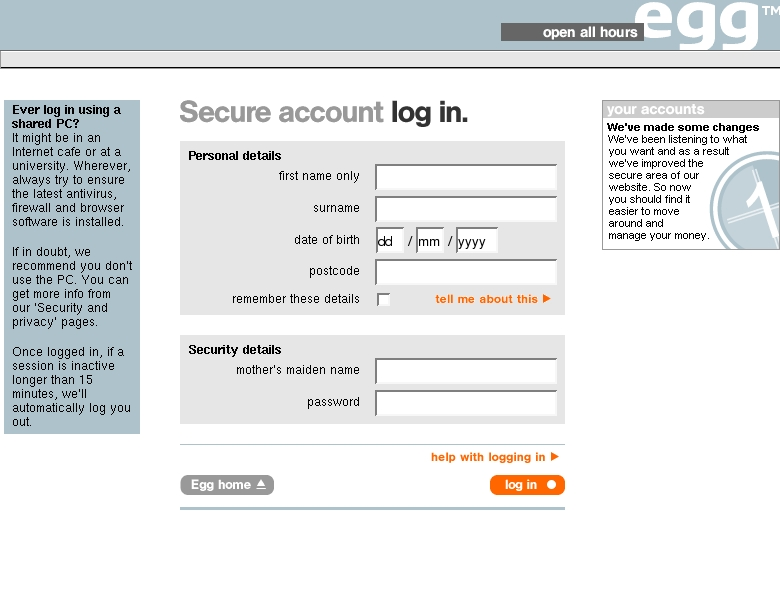 egg™
open all hours
Ever log in using a
shared PC?
It might be in an
Internet cafe or at a
university. Wherever,
always try to ensure
the latest antivirus,
firewall and browser
software is installed.
If in doubt, we
recommend you don't
use the PC. You can
get more info from
our 'Security and
privacy' pages.
Once logged in, if a
session is inactive
longer than 15
minutes, we'll
automatically log you
out.
Secure account log in.
Personal details
first name only
surname
date of birth dd / mm / yyyy
postcode
remember these details tell me about this
Security details
mother's maiden name
password
help with logging in
Egg home log in
your accounts
We've made some changes
We've been listening to what
you want and as a result
we've improved the
secure area of our
website. So now
you should find it
easier to move
around and
manage your money.
1